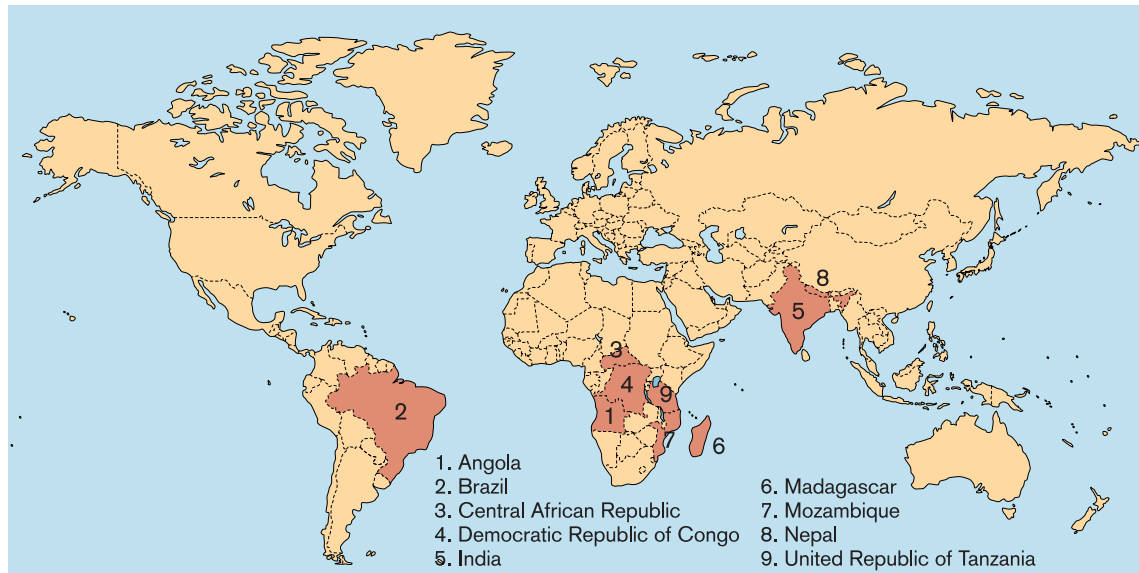 8
5
3
4
9
2
1
7
6
1. Angola
2. Brazil
3. Central African Republic
4. Democratic Republic of Congo
5. India
6. Madagascar
7. Mozambique
8. Nepal
9. United Republic of Tanzania